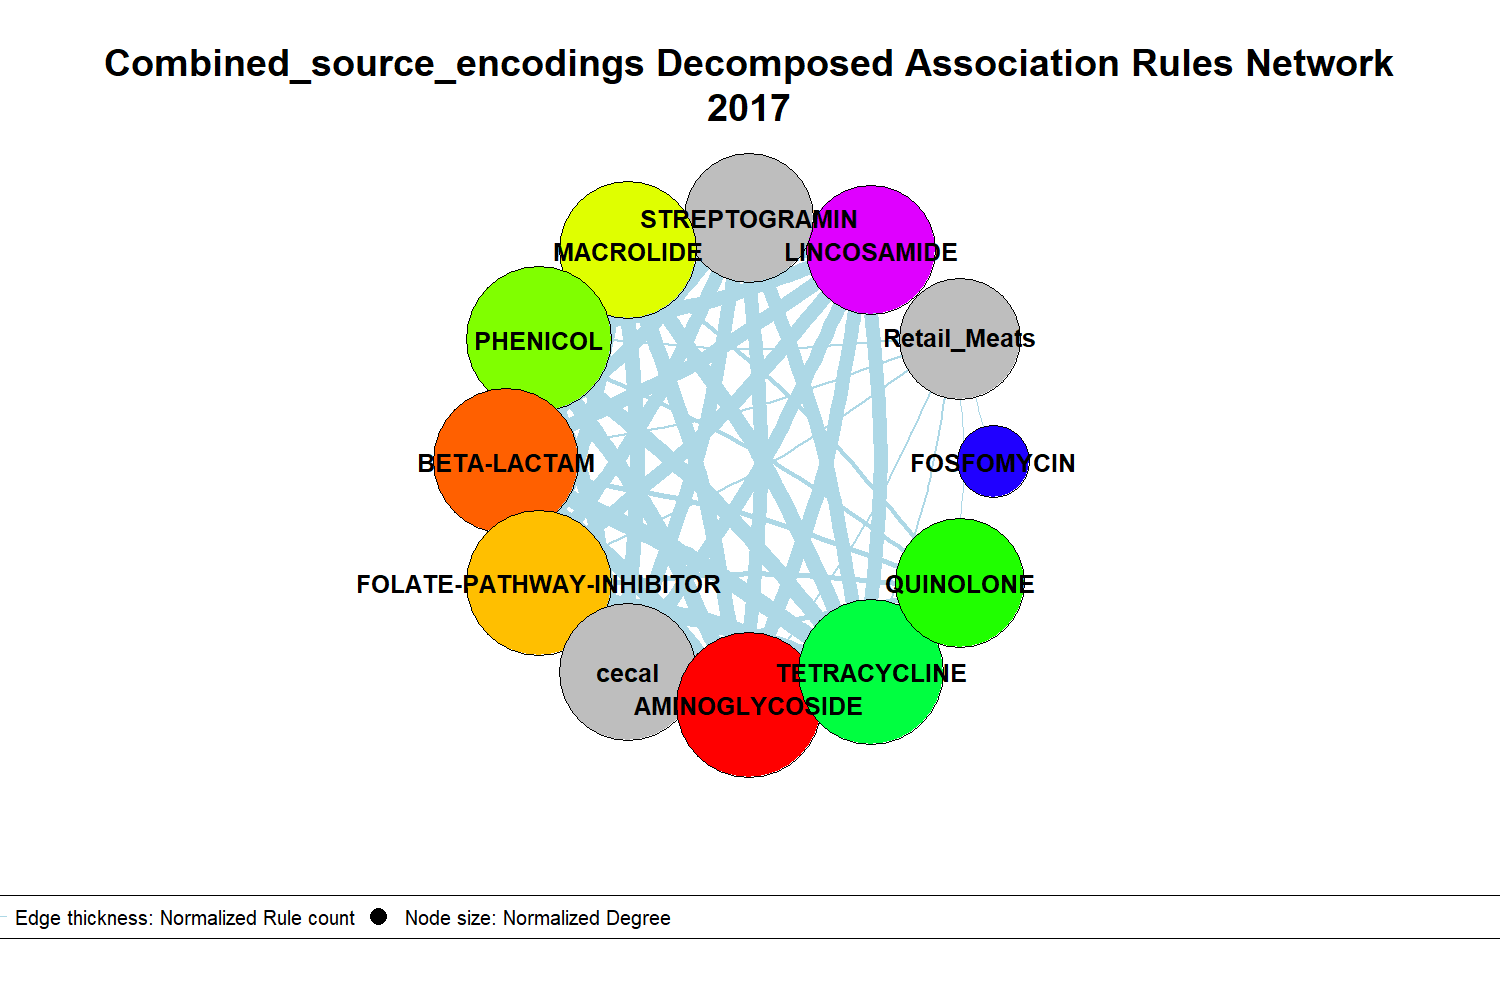 Combined_source_encodings Decomposed Association Rules Network
2017
STREPTOGRAMIN
MACROLIDE
LINCOSAMIDE
Retail_Meats
PHENICOL
BETA-LACTAM
FOSFOMYCIN
FOLATE-PATHWAY-INHIBITOR
QUINOLONE
cecal
TETRACYCLINE
AMINOGLYCOSIDE
Edge thickness: Normalized Rule count
Node size: Normalized Degree